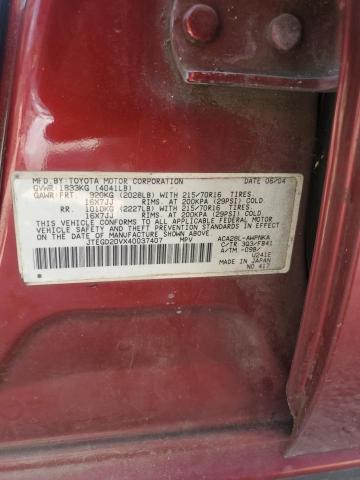 MFD.BY:TOYOTA MOTOR CORPORATION DATE 06/04
GVWR 1833KG (4041LB)
GAWR FRT. 920KG (2028LB) WITH 215/70R16 TIRES,
16X7JJ RIMS, AT 200KPA (29PSI) COLD.
RR. 1010KG (2227LB) WITH 215/70R16 TIRES,
16X7JJ RIMS, AT 200KPA (29PSI) COLD.
THIS VEHICLE CONFORMS TO ALL APPLICABLE FEDERAL MOTOR
VEHICLE SAFETY, BUMPER, AND THEFT PREVENTION STANDARDS IN
EFFECT ON THE DATE OF MANUFACTURE SHOWN ABOVE.
JTEGD20VX40037407 MPV ACA28L-AWPNKA
C/TR 3Q3/FB41
A/TM -09B/
U241E
MADE IN JAPAN
NO.417